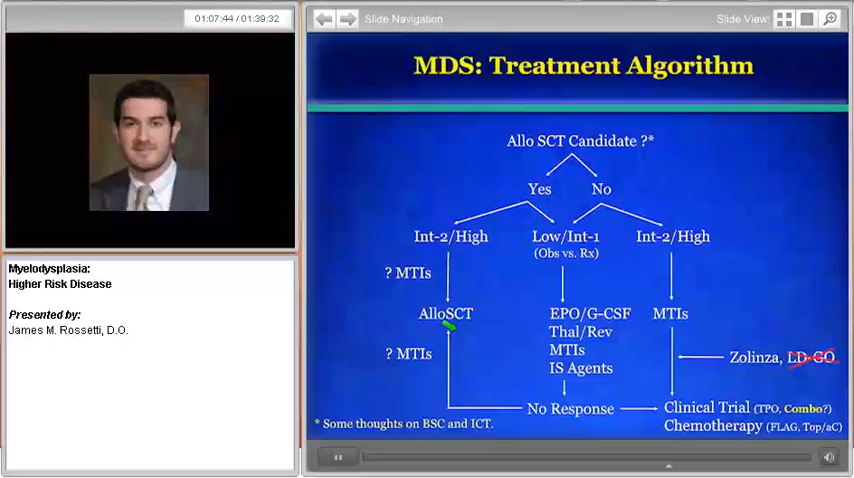 01:07:44 / 01:39:32
Slide Navigation
Slide View:
MDS: Treatment Algorithm
Allo SCT Candidate ?*
Yes
No
Int-2/High
Low/Int-1
Int-2/High
(Obs vs. Rx)
? MTIs
AlloSCT
EPO/G-CSF
MTIs
Thal/Rev
? MTIs
MTIs
Zolinza, LD-GO
IS Agents
No Response
Clinical Trial (TPO, Combo?)
* Some thoughts on BSC and ICT.
Chemotherapy (FLAG, Top/aC)
Myelodysplasia:
Higher Risk Disease
Presented by:
James M. Rossetti, D.O.